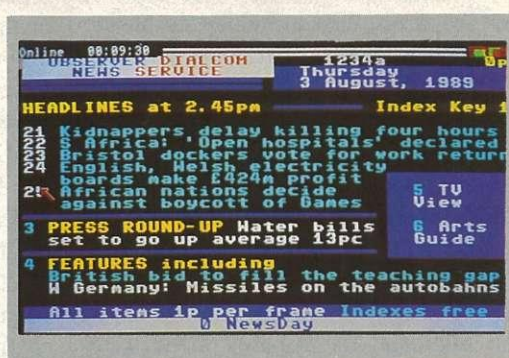 Online 00:09:30
OBSERVER DIALCOM 1234a 0p
NEWS SERVICE Thursday
3 August, 1989
HEADLINES at 2.45pm Index Key 1
21 Kidnappers delay killing four hours
22 S Africa: 'Open hospitals' declared
23 Bristol dockers vote for work return
24 English, Welsh electricity
boards make £424m profit
25 African nations decide
against boycott of Games
5 TV
View
3 PRESS ROUND-UP Water bills
set to go up average 13pc
6 Arts
Guide
4 FEATURES including
British bid to fill the teaching gap
W Germany: Missiles on the autobahns
All items 1p per frame Indexes free
0 NewsDay